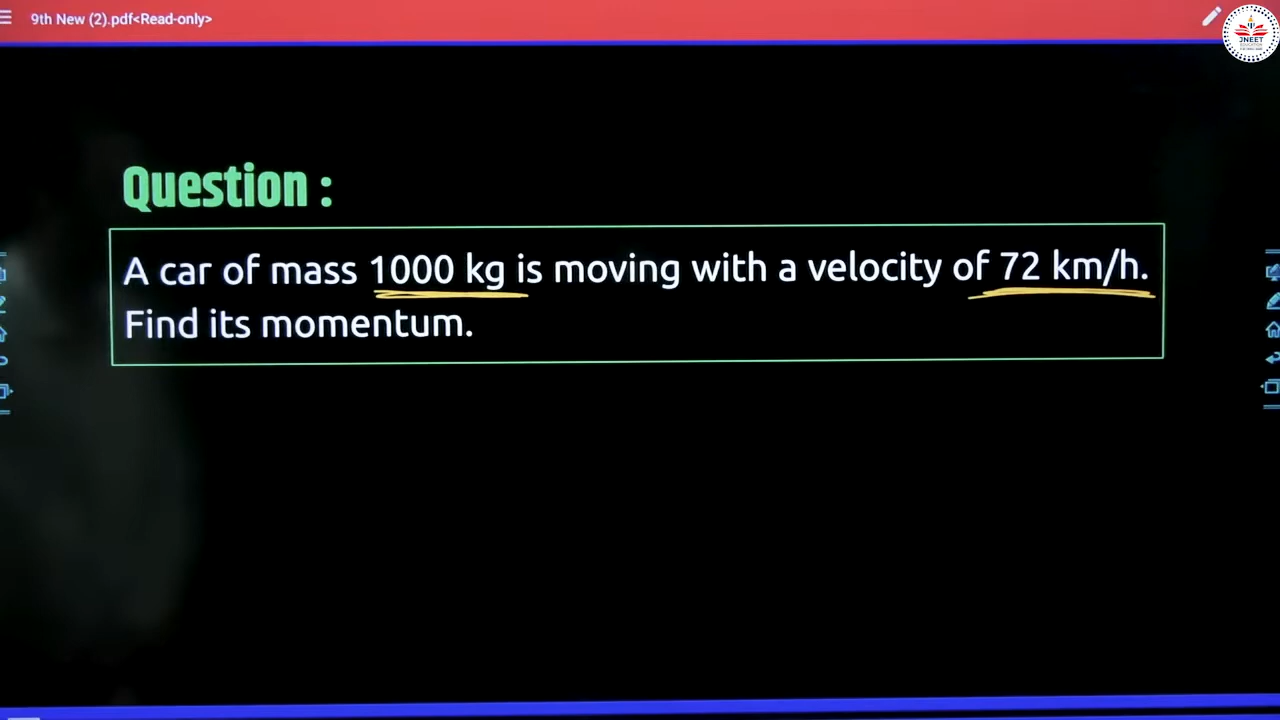 9th New (2).pdf<Read-only>
JNEET
Question :
A car of mass 1000 kg is moving with a velocity of 72 km/h.
Find its momentum.